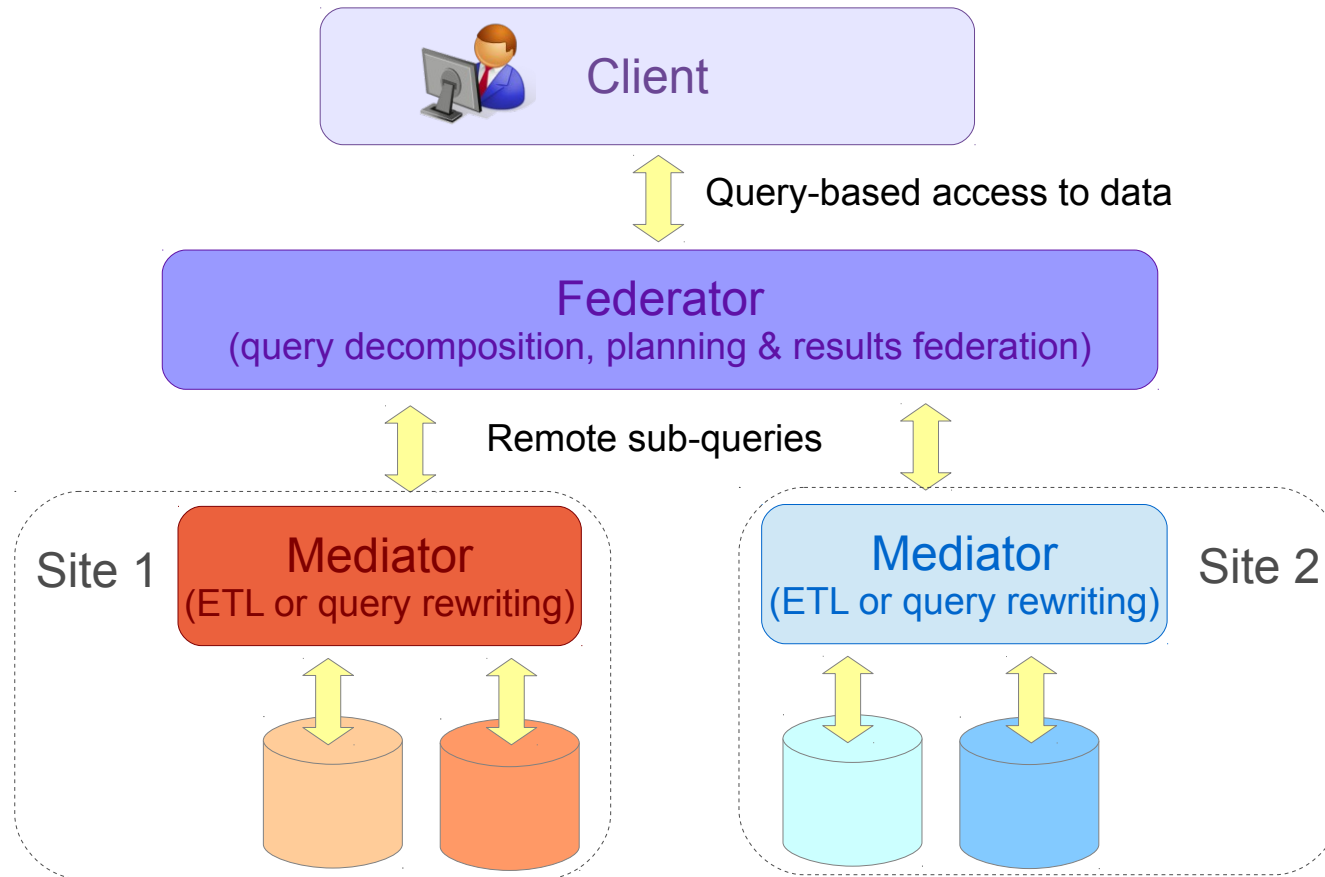 Client
Query-based access to data
Federator
(query decomposition, planning & results federation)
Remote sub-queries
Site 1
Mediator
(ETL or query rewriting)
Mediator
(ETL or query rewriting)
Site 2